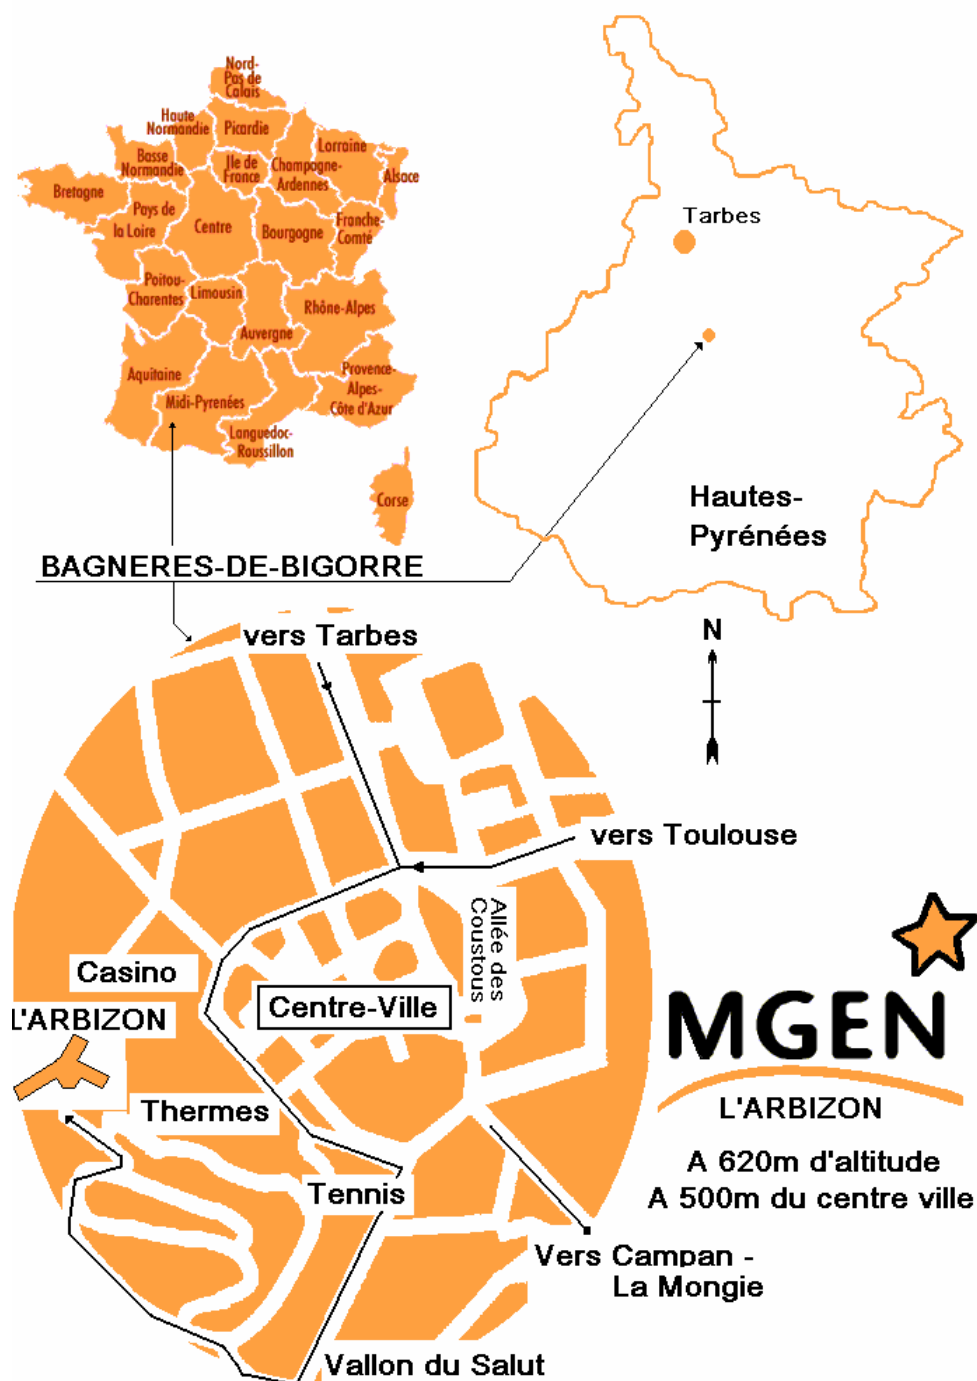 Nord-
Pas de
Calais
Haute
Normandie
Picardie
Basse
Normandie
Ile de
France
Champagne-
Ardennes
Lorraine
Alsace
Bretagne
Pays de
la Loire
Centre
Bourgogne
Franche-
Comté
Poitou-
Charentes
Limousin
Auvergne
Rhône-Alpes
Aquitaine
Midi-Pyrénées
Languedoc-
Roussillon
Provence-
Alpes-
Côte d'Azur
Corse
Tarbes
Hautes-
Pyrénées
BAGNERES-DE-BIGORRE
vers Tarbes
N
vers Toulouse
Allée des
Coustous
Casino
Centre-Ville
L'ARBIZON
Thermes
Tennis
Vers Campan -
La Mongie
Vallon du Salut
MGEN
L'ARBIZON
A 620m d'altitude
A 500m du centre ville